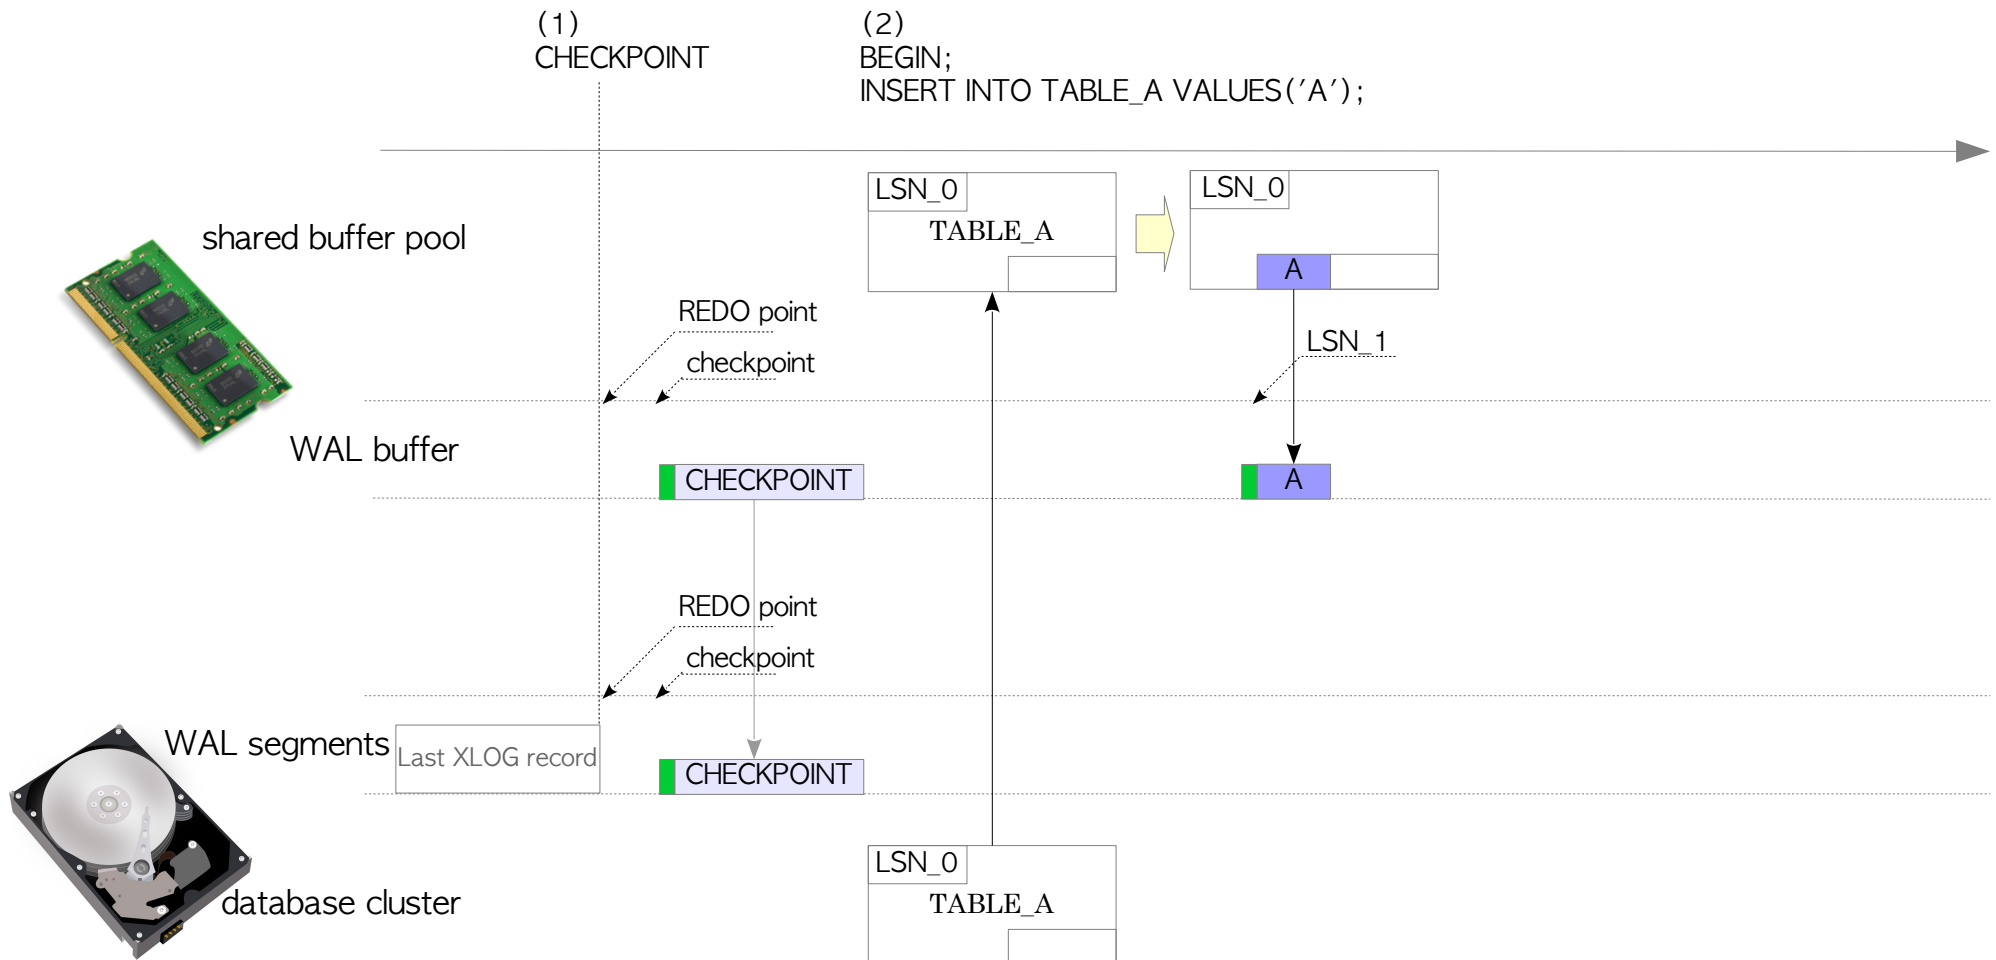 (1)
CHECKPOINT
(2)
BEGIN;
INSERT INTO TABLE_A VALUES('A');
LSN_0
TABLE_A
LSN_0
A
shared buffer pool
REDO point
checkpoint
LSN_1
WAL buffer
CHECKPOINT
A
REDO point
checkpoint
WAL segments
Last XLOG record
CHECKPOINT
LSN_0
TABLE_A
database cluster